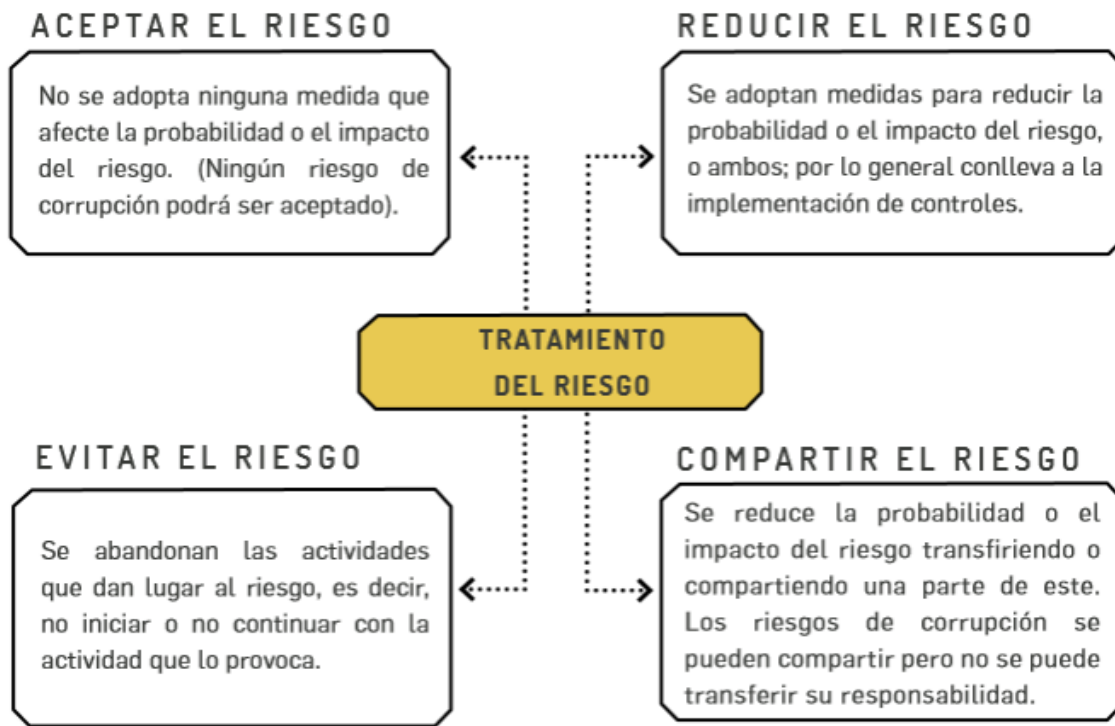 ACEPTAR EL RIESGO
No se adopta ninguna medida que
afecte la probabilidad o el impacto
del riesgo. (Ningún riesgo de
corrupción podrá ser aceptado).
REDUCIR EL RIESGO
Se adoptan medidas para reducir la
probabilidad o el impacto del riesgo,
o ambos; por lo general conlleva a la
implementación de controles.
TRATAMIENTO
DEL RIESGO
EVITAR EL RIESGO
Se abandonan las actividades
que dan lugar al riesgo, es decir,
no iniciar o no continuar con la
actividad que lo provoca.
COMPARTIR EL RIESGO
Se reduce la probabilidad o el
impacto del riesgo transfiriendo o
compartiendo una parte de este.
Los riesgos de corrupción se
pueden compartir pero no se puede
transferir su responsabilidad.